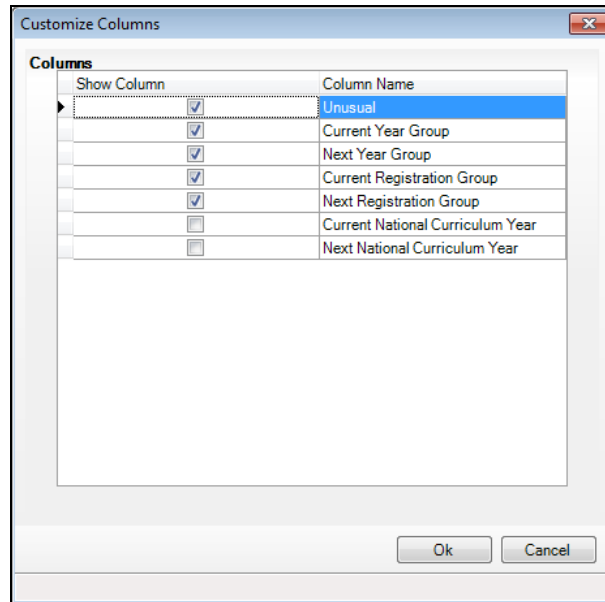 Customize Columns
Columns
Show Column Column Name
Unusual
Current Year Group
Next Year Group
Current Registration Group
Next Registration Group
Current National Curriculum Year
Next National Curriculum Year
Ok Cancel